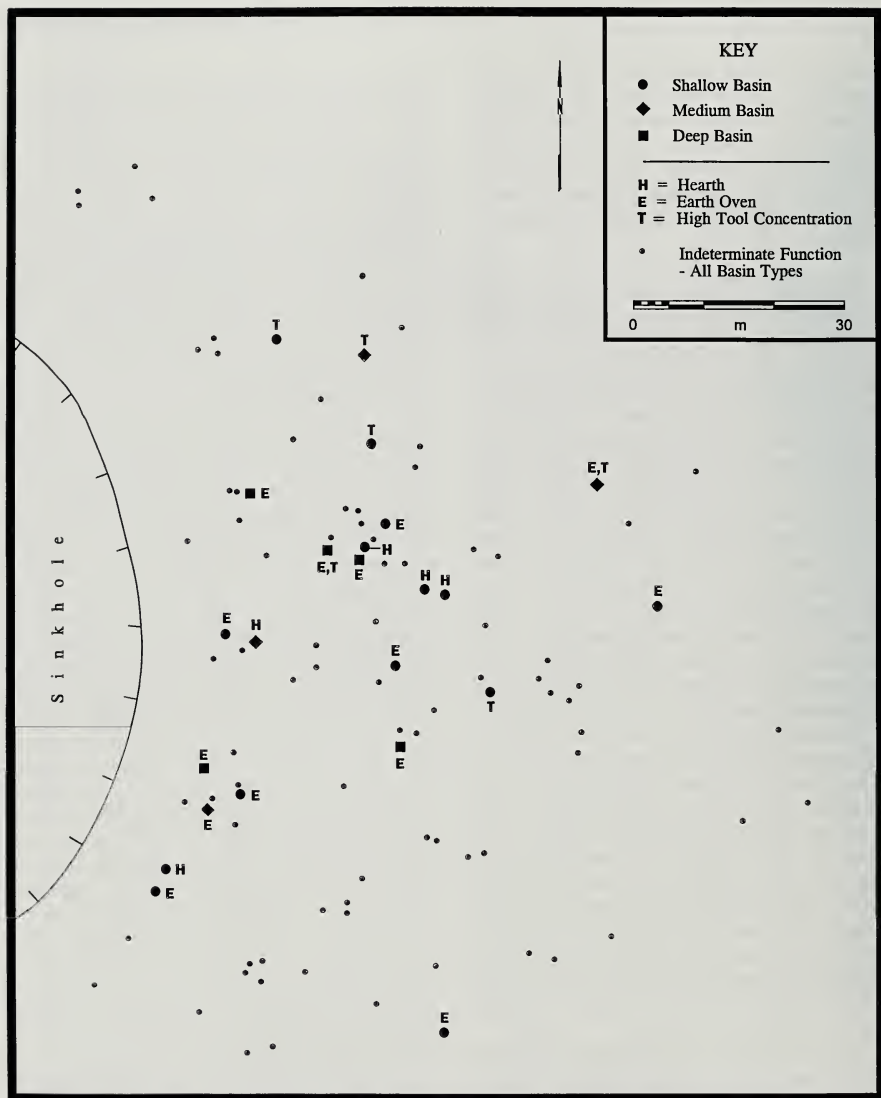 KEY
Shallow Basin
Medium Basin
Deep Basin
H = Hearth
E = Earth Oven
T = High Tool Concentration
Indeterminate Function
- All Basin Types
0 m 30
N
T
T
T
E,T
E
E
H
E,T
E
H H
E
E
H
E
T
E
E
E
E
H
E
E
Sinkhole